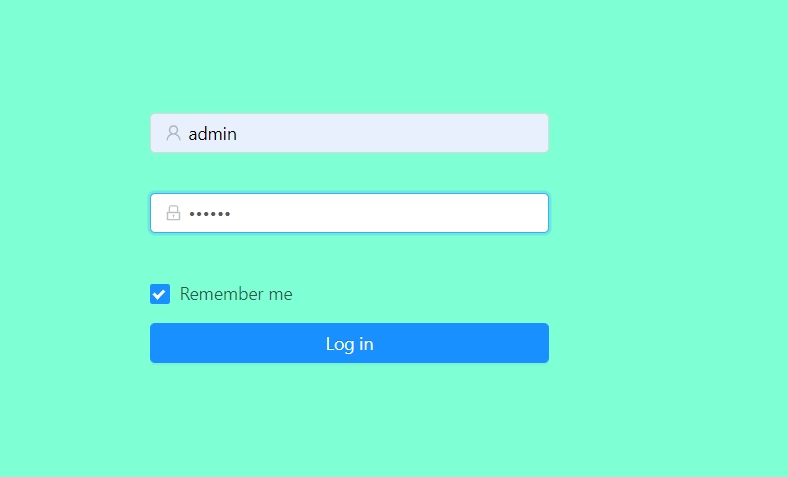 admin
••••••
Remember me
Log in